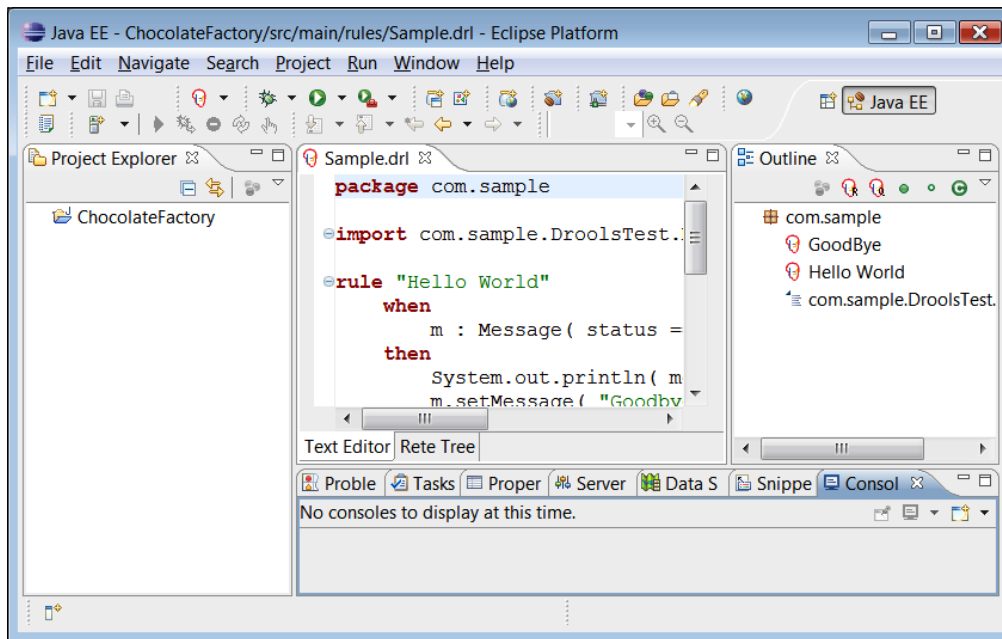 Java EE - ChocolateFactory/src/main/rules/Sample.drl - Eclipse Platform
File Edit Navigate Search Project Run Window Help
Java EE
Project Explorer
ChocolateFactory
Sample.drl
package com.sample
import com.sample.DroolsTest.
rule "Hello World"
when
m : Message( status =
then
System.out.println( m
m.setMessage( "Goodby
Text Editor Rete Tree
Outline
com.sample
GoodBye
Hello World
com.sample.DroolsTest.
Proble Tasks Proper Server Data S Snippe Consol
No consoles to display at this time.